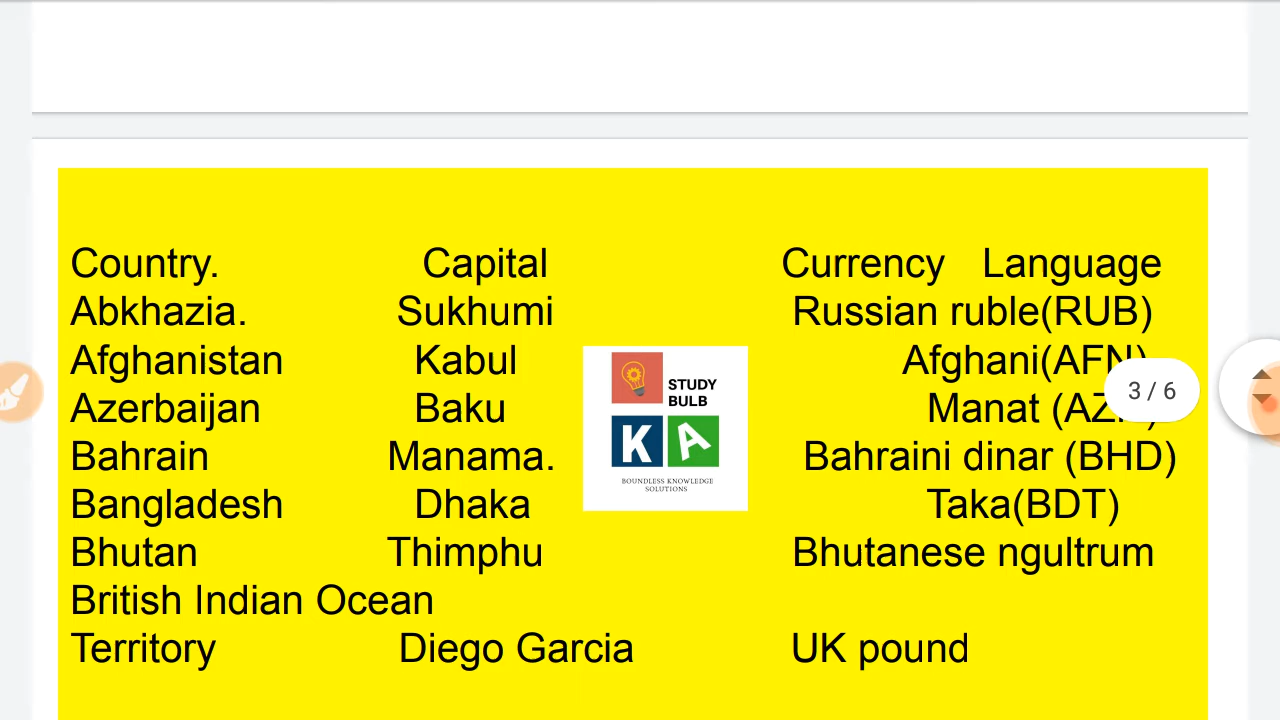 Country. Capital Currency Language
Abkhazia. Sukhumi Russian ruble(RUB)
Afghanistan Kabul Afghani(AFN)
Azerbaijan Baku Manat
Bahrain Manama. Bahraini dinar (BHD)
Bangladesh Dhaka Taka(BDT)
Bhutan Thimphu Bhutanese ngultrum
British Indian Ocean
Territory Diego Garcia UK pound
STUDY
BULB
K A
BOUNDLESS KNOWLEDGE
SOLUTIONS
3 / 6